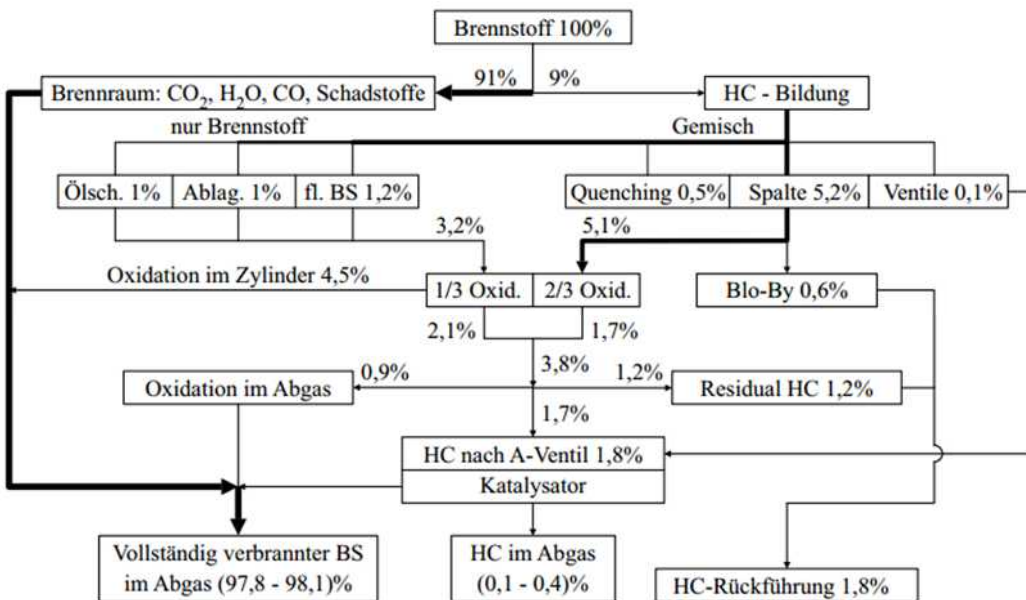 Brennstoff 100%
91%
9%
Brennraum: CO₂, H₂O, CO, Schadstoffe
HC - Bildung
nur Brennstoff
Gemisch
Ölsch. 1%
Ablag. 1%
fl. BS 1,2%
Quenching 0,5%
Spalte 5,2%
Ventile 0,1%
3,2%
5,1%
Oxidation im Zylinder 4,5%
1/3 Oxid.
2/3 Oxid.
Blo-By 0,6%
2,1%
1,7%
3,8%
0,9%
1,2%
Oxidation im Abgas
Residual HC 1,2%
1,7%
HC nach A-Ventil 1,8%
Katalysator
Vollständig verbrannter BS
im Abgas (97,8 - 98,1)%
HC im Abgas
(0,1 - 0,4)%
HC-Rückführung 1,8%